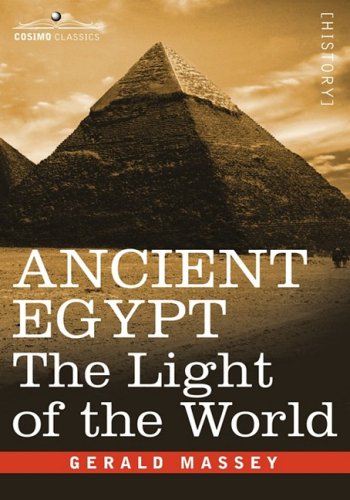 COSIMO CLASSICS
[HISTORY]
ANCIENT
EGYPT
The Light
of the World
GERALD MASSEY